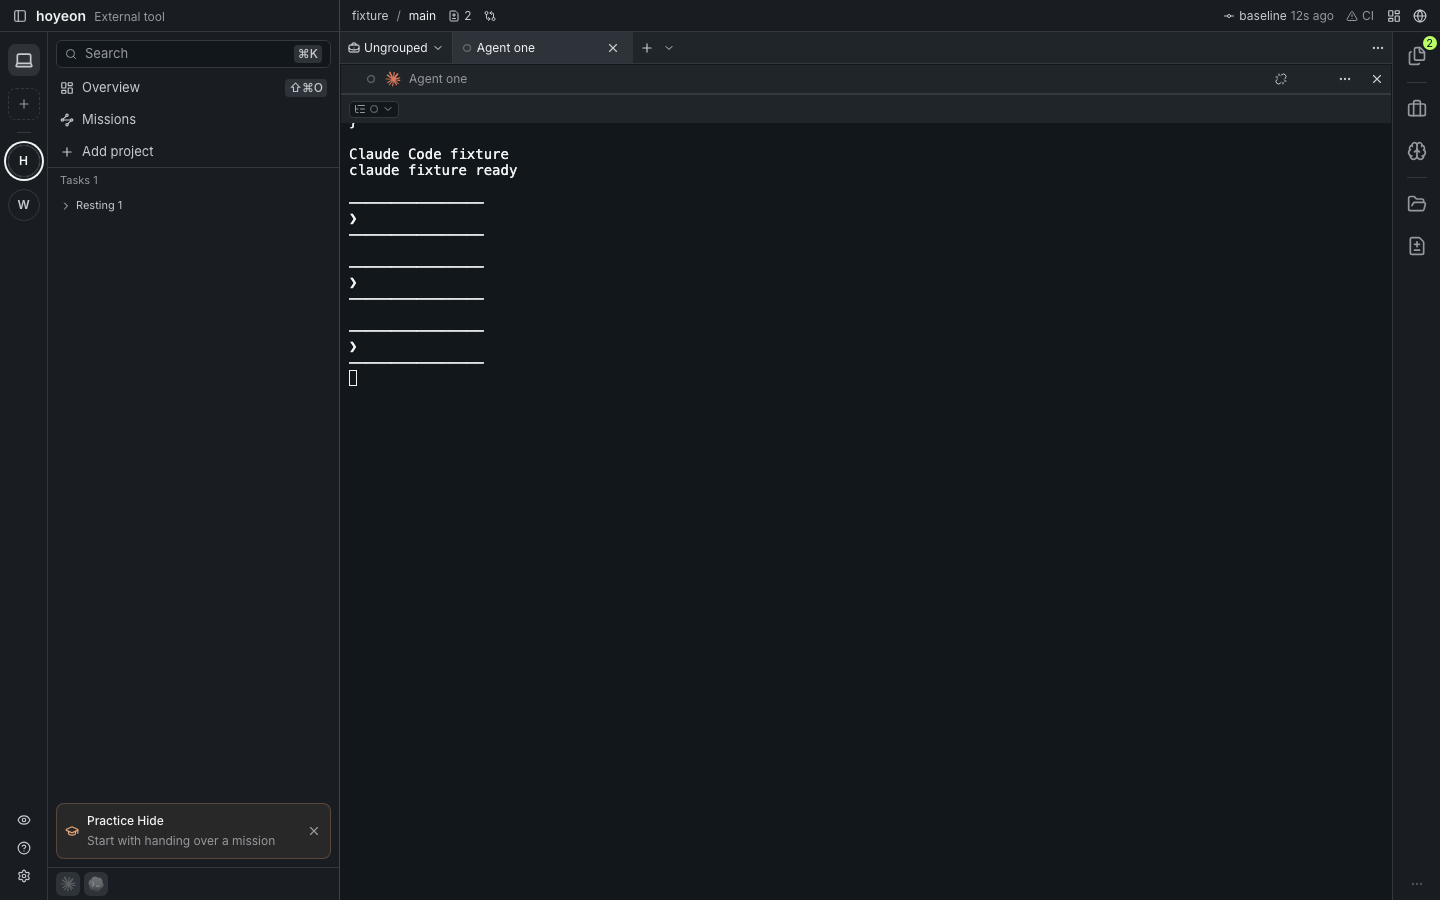 hoyeon External tool
fixture / main 2
baseline 12s ago CI
Search ⌘K
Overview ⇧⌘O
Missions
Add project
Tasks 1
Resting 1
H
W
Ungrouped
Agent one
2
Agent one
Claude Code fixture
claude fixture ready
❯
❯
❯
Practice Hide
Start with handing over a mission